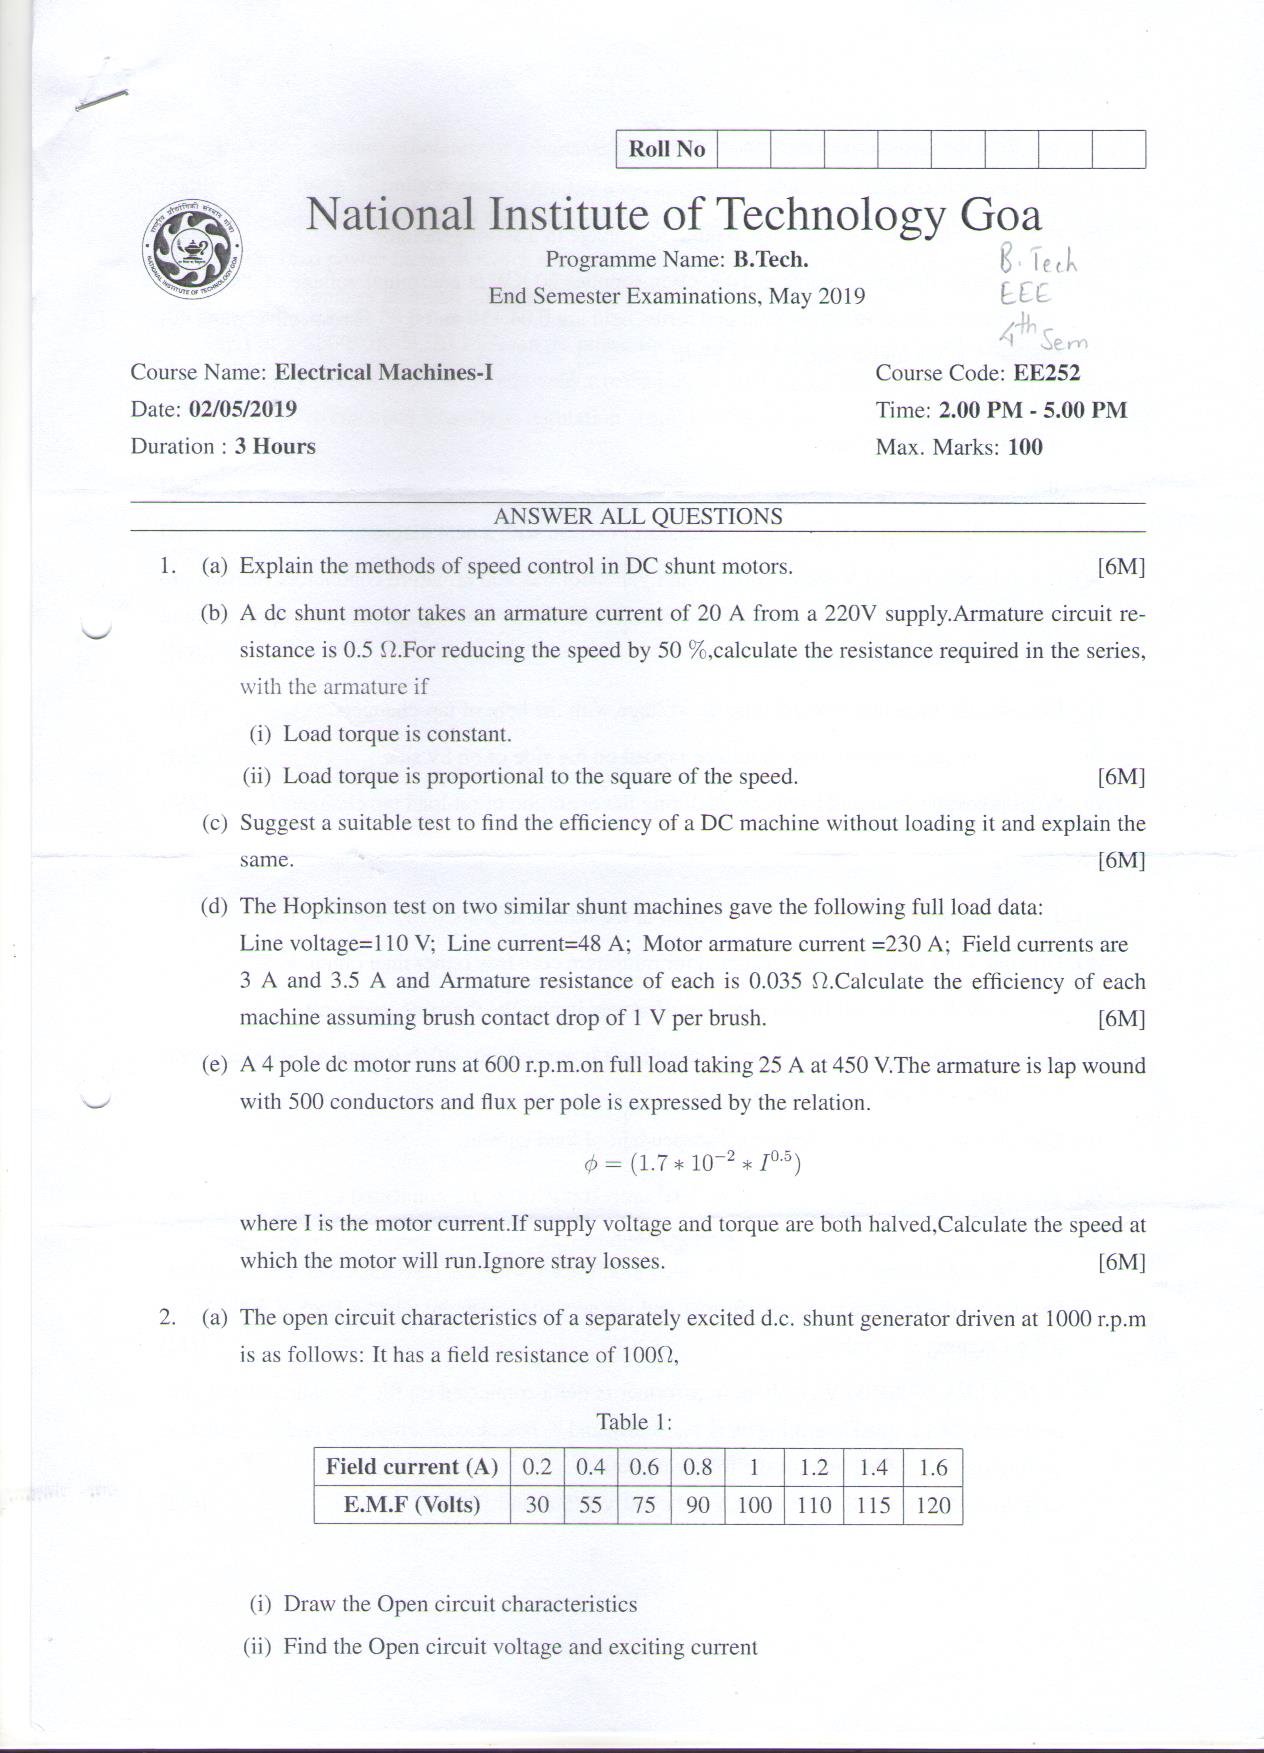 Roll No
National Institute of Technology Goa
Programme Name: B.Tech.
End Semester Examinations, May 2019
B.Tech
EEE
4th Sem
NATIONAL INSTITUTE OF TECHNOLOGY GOA
Course Name: Electrical Machines-I
Course Code: EE252
Date: 02/05/2019
Time: 2.00 PM - 5.00 PM
Duration : 3 Hours
Max. Marks: 100
ANSWER ALL QUESTIONS
1. (a) Explain the methods of speed control in DC shunt motors. [6M]
(b) A dc shunt motor takes an armature current of 20 A from a 220V supply.Armature circuit re-
sistance is 0.5 Ω.For reducing the speed by 50 %,calculate the resistance required in the series,
with the armature if
(i) Load torque is constant.
(ii) Load torque is proportional to the square of the speed. [6M]
(c) Suggest a suitable test to find the efficiency of a DC machine without loading it and explain the
same. [6M]
(d) The Hopkinson test on two similar shunt machines gave the following full load data:
Line voltage=110 V; Line current=48 A; Motor armature current =230 A; Field currents are
3 A and 3.5 A and Armature resistance of each is 0.035 Ω.Calculate the efficiency of each
machine assuming brush contact drop of 1 V per brush. [6M]
(e) A 4 pole dc motor runs at 600 r.p.m.on full load taking 25 A at 450 V.The armature is lap wound
with 500 conductors and flux per pole is expressed by the relation.
ϕ = (1.7 ∗ 10⁻² ∗ I^0.5)
where I is the motor current.If supply voltage and torque are both halved,Calculate the speed at
which the motor will run.Ignore stray losses. [6M]
2. (a) The open circuit characteristics of a separately excited d.c. shunt generator driven at 1000 r.p.m
is as follows: It has a field resistance of 100Ω,
Table 1:
Field current (A) 0.2 0.4 0.6 0.8 1 1.2 1.4 1.6
E.M.F (Volts) 30 55 75 90 100 110 115 120
(i) Draw the Open circuit characteristics
(ii) Find the Open circuit voltage and exciting current